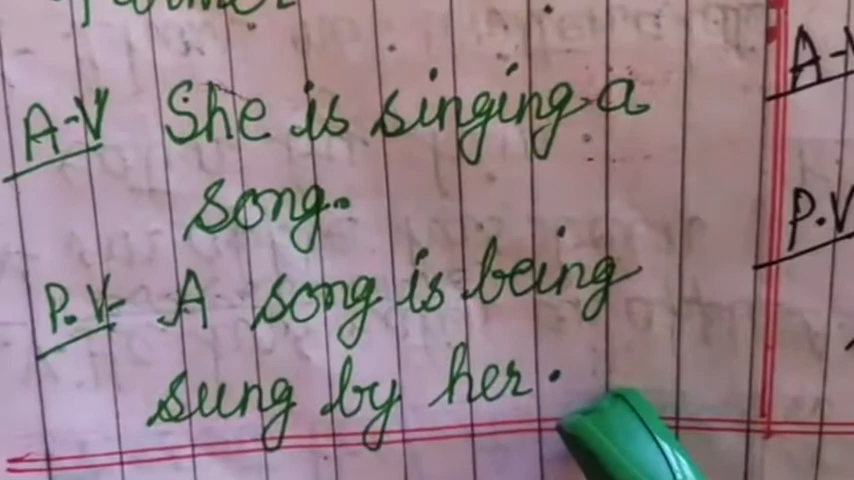 A-V She is singing a
song.
P.V A song is being
sung by her.
A-V
P.V